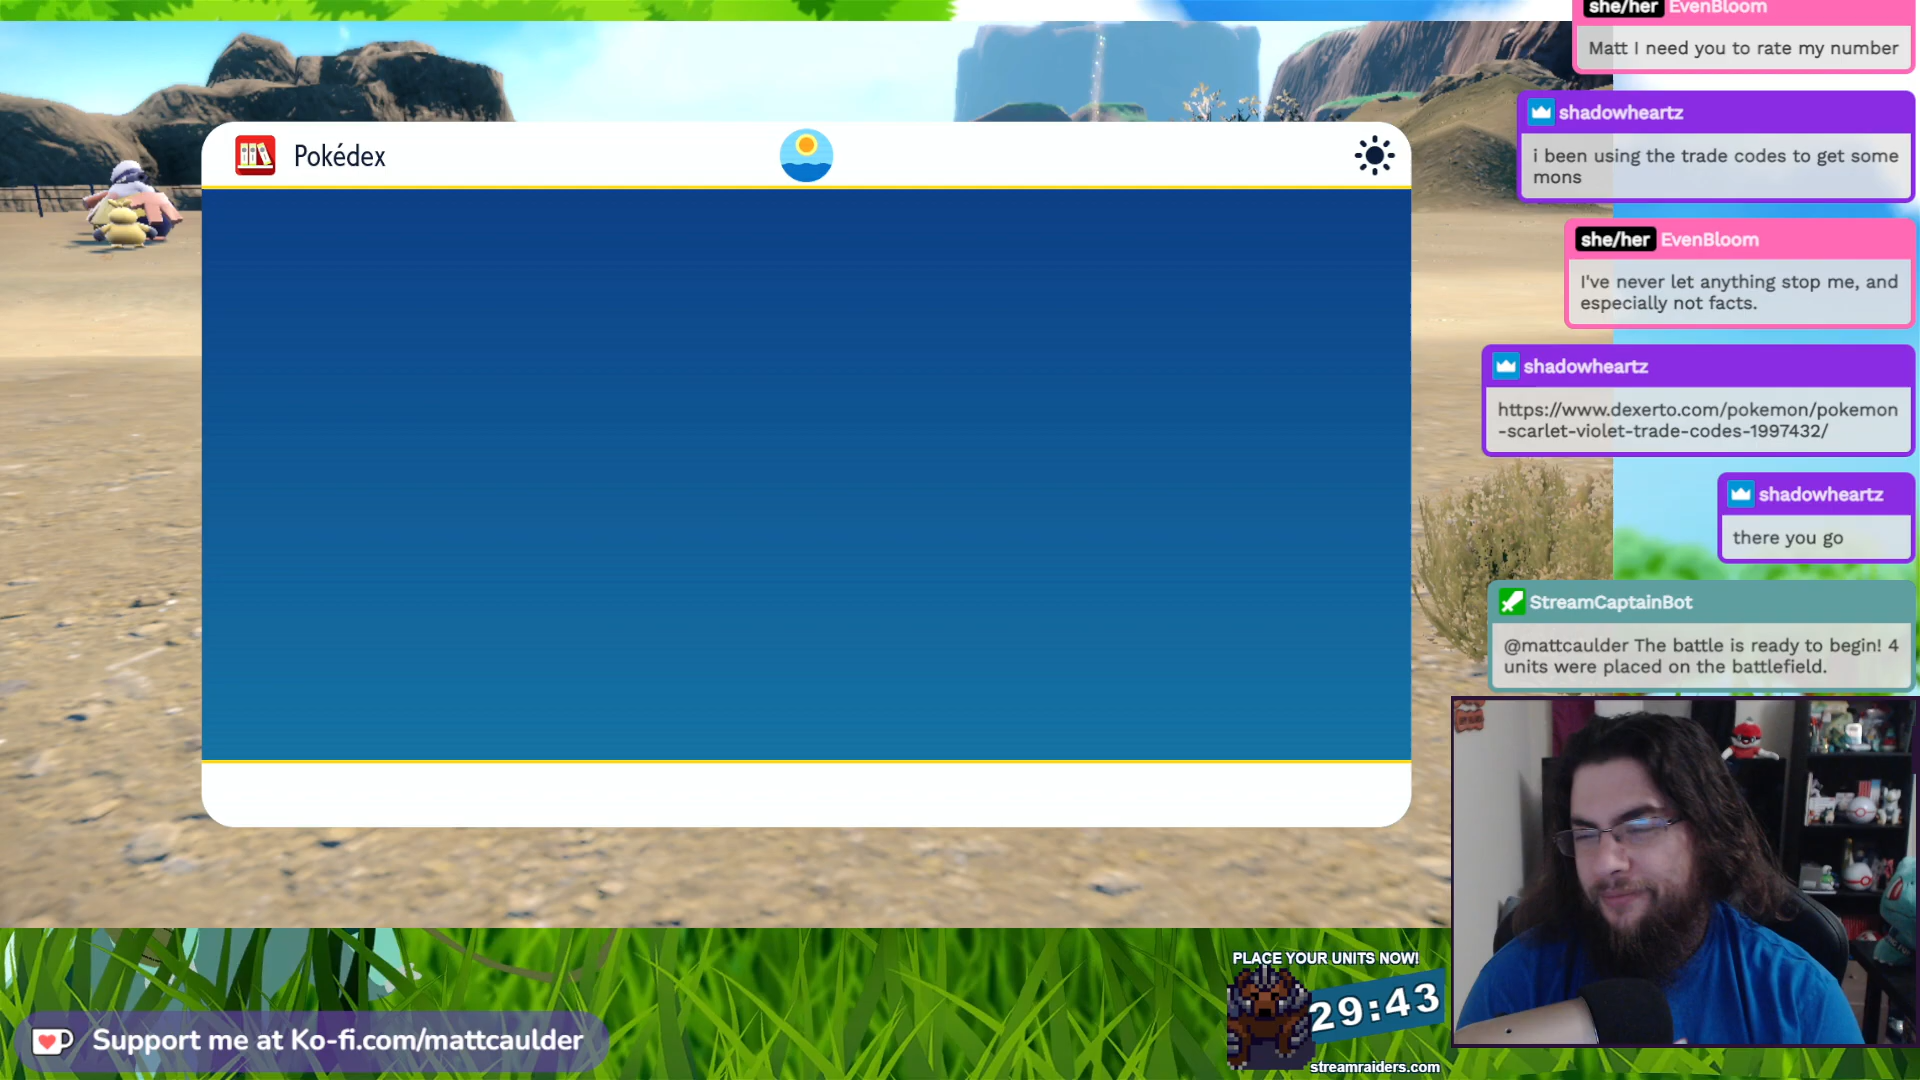 Pokédex
she/her EvenBloom
Matt I need you to rate my number
shadowheartz
i been using the trade codes to get some
mons
she/her EvenBloom
I've never let anything stop me, and
especially not facts.
shadowheartz
https://www.dexerto.com/pokemon/pokemon
-scarlet-violet-trade-codes-1997432/
shadowheartz
there you go
StreamCaptainBot
@mattcaulder The battle is ready to begin! 4
units were placed on the battlefield.
PLACE YOUR UNITS NOW!
29:43
streamraiders.com
Support me at Ko-fi.com/mattcaulder